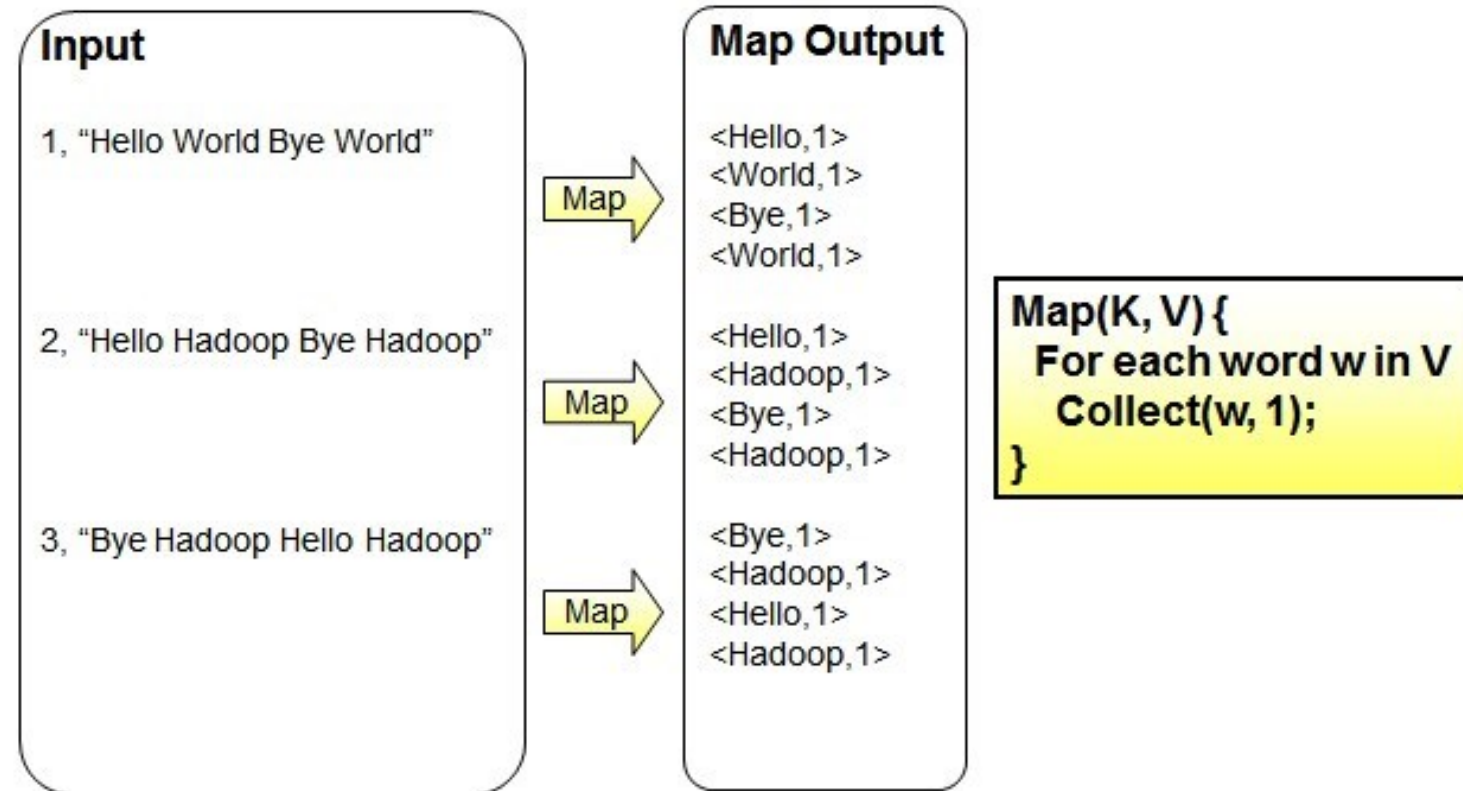 Input
1, “Hello World Bye World”
2, “Hello Hadoop Bye Hadoop”
3, “Bye Hadoop Hello Hadoop”
Map
Map
Map
Map Output
<Hello,1>
<World,1>
<Bye,1>
<World,1>
<Hello,1>
<Hadoop,1>
<Bye,1>
<Hadoop,1>
<Bye,1>
<Hadoop,1>
<Hello,1>
<Hadoop,1>
Map(K, V) {
For each word w in V
Collect(w, 1);
}